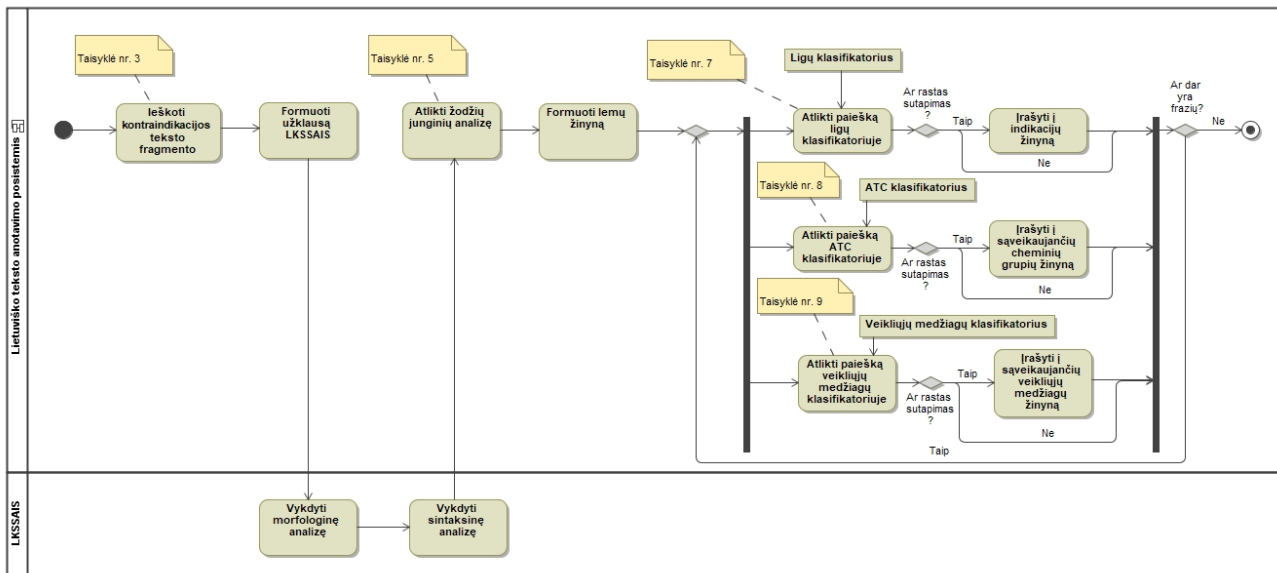 Lietuviško teksto anotavimo posistemis
Taisyklė nr. 3
Ieškoti
kontraindikacijos
teksto
fragmento
Formuoti
užklausą
LKSSAIS
Taisyklė nr. 5
Atlikti žodžių
junginių analizę
Formuoti lemų
žinyną
Taisyklė nr. 7
Ligų klasifikatorius
Atlikti paiešką
ligų
klasifikatoriuje
Ar rastas
sutapimas
?
Taip
Įrašyti į
indikacijų
žinyną
Ne
Ar dar
yra
frazių?
Ne
Taisyklė nr. 8
ATC klasifikatorius
Atlikti paiešką
ATC
klasifikatoriuje
Ar rastas
sutapimas
?
Taip
Įrašyti į
sąveikaujančių
cheminių
grupių žinyną
Ne
Taisyklė nr. 9
Veikliųjų medžiagų klasifikatorius
Atlikti paiešką
veikliųjų
medžiagų
klasifikatoriuje
Ar rastas
sutapimas
?
Taip
Įrašyti į
sąveikaujančių
veikliųjų
medžiagų
žinyną
Ne
Taip
LKSSAIS
Vykdyti
morfologinę
analizę
Vykdyti
sintaksinę
analizę